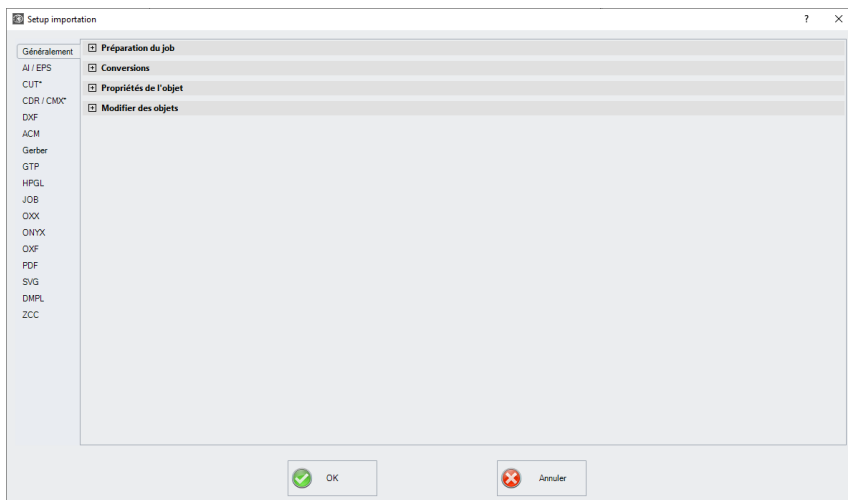 Setup importation
?
Généralement
AI / EPS
CUT*
CDR / CMX*
DXF
ACM
Gerber
GTP
HPGL
JOB
OXX
ONYX
OXF
PDF
SVG
DMPL
ZCC
Préparation du job
Conversions
Propriétés de l'objet
Modifier des objets
OK
Annuler